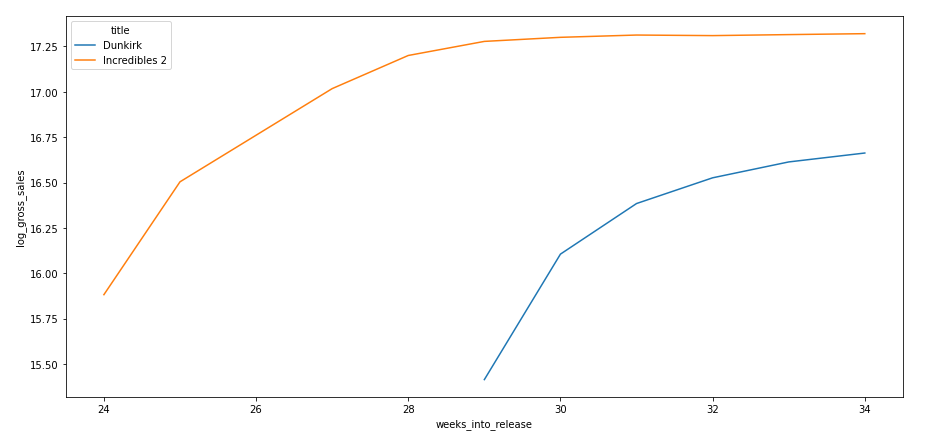 title
Dunkirk
Incredibles 2
17.25
17.00
16.75
16.50
16.25
16.00
15.75
15.50
log_gross_sales
24 26 28 30 32 34
weeks_into_release